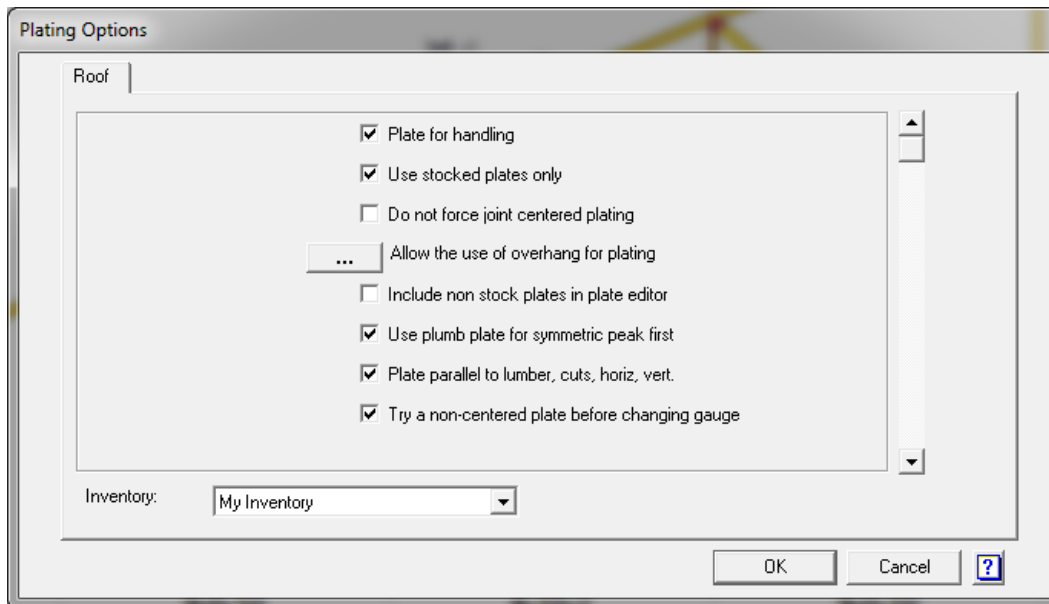 Plating Options
Roof
Plate for handling
Use stocked plates only
Do not force joint centered plating
... Allow the use of overhang for plating
Include non stock plates in plate editor
Use plumb plate for symmetric peak first
Plate parallel to lumber, cuts, horiz, vert.
Try a non-centered plate before changing gauge
Inventory: My Inventory
OK Cancel ?